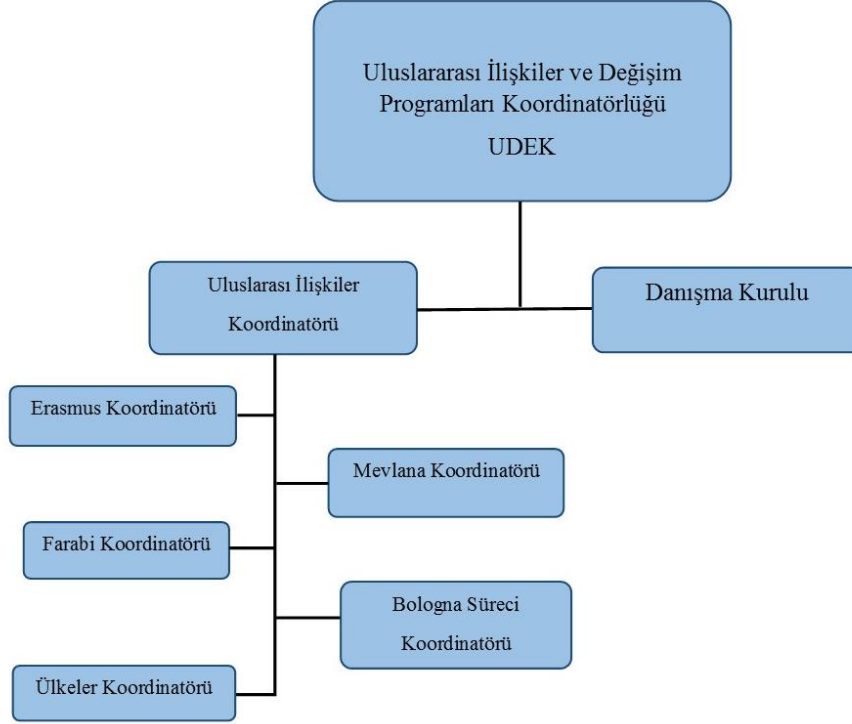 Uluslararası İlişkiler ve Değişim
Programları Koordinatörlüğü
UDEK
Uluslarası İlişkiler
Koordinatörü
Danışma Kurulu
Erasmus Koordinatörü
Mevlana Koordinatörü
Farabi Koordinatörü
Bologna Süreci
Koordinatörü
Ülkeler Koordinatörü